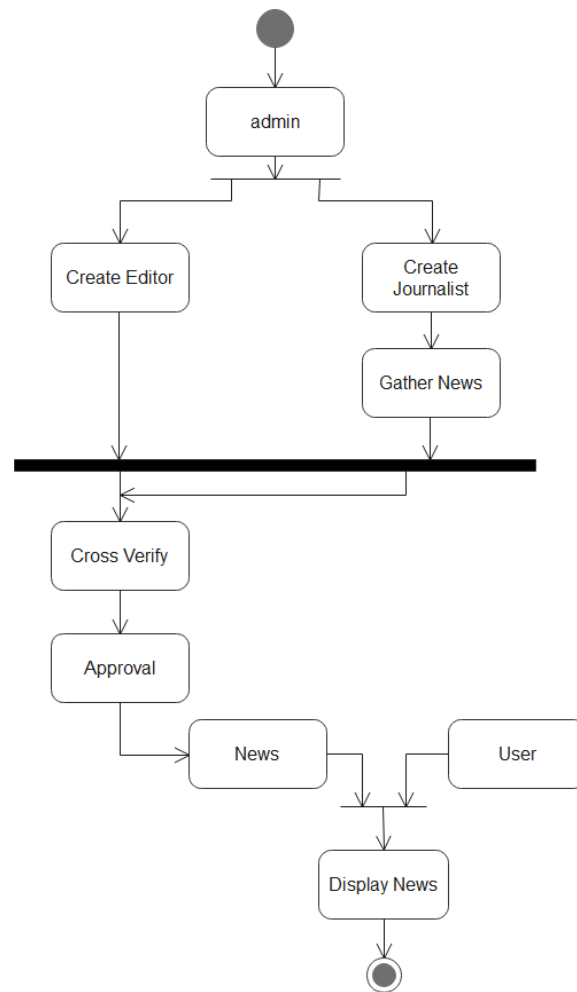 admin
Create Editor
Create
Journalist
Gather News
Cross Verify
Approval
News
User
Display News